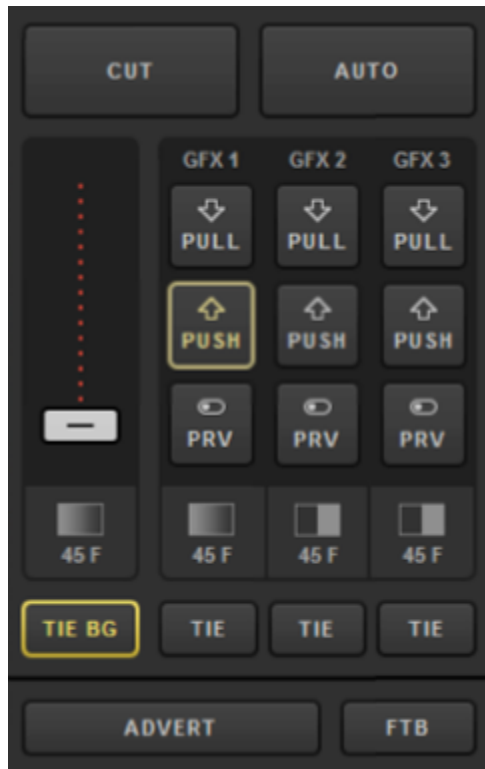 CUT AUTO
GFX 1 GFX 2 GFX 3
PULL PULL PULL
PUSH PUSH PUSH
PRV PRV PRV
45 F 45 F 45 F 45 F
TIE BG TIE TIE TIE
ADVERT FTB